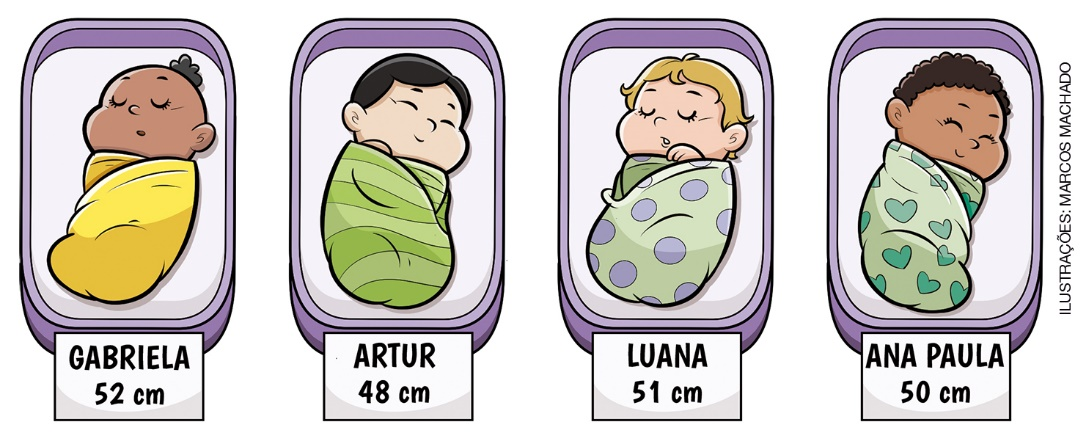 GABRIELA
52 cm
ARTUR
48 cm
LUANA
51 cm
ANA PAULA
50 cm
ILUSTRAÇÕES: MARCOS MACHADO